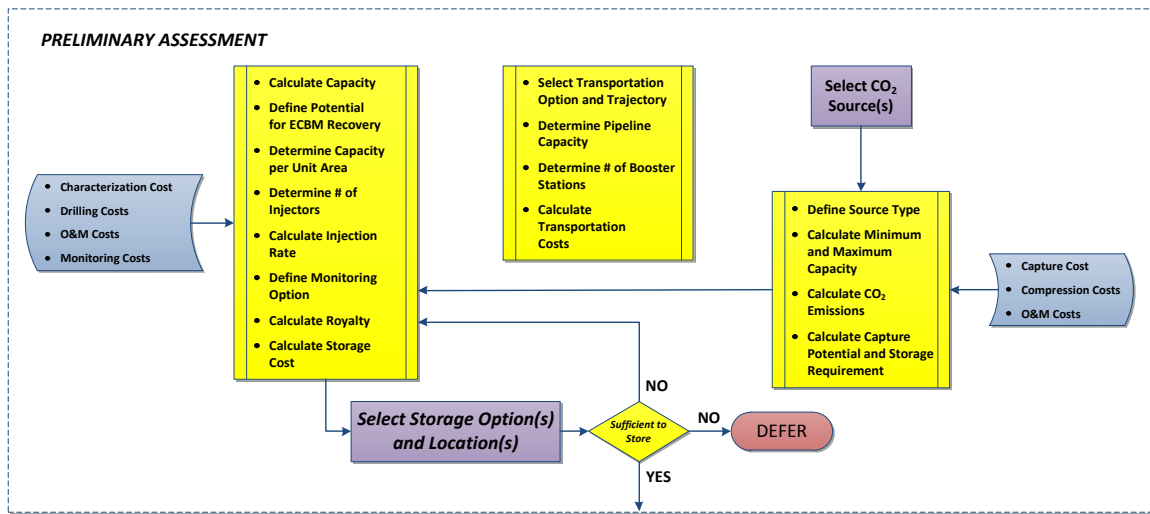 PRELIMINARY ASSESSMENT
• Characterization Cost
• Drilling Costs
• O&M Costs
• Monitoring Costs
• Calculate Capacity
• Define Potential
for ECBM Recovery
• Determine Capacity
per Unit Area
• Determine # of
Injectors
• Calculate Injection
Rate
• Define Monitoring
Option
• Calculate Royalty
• Calculate Storage
Cost
• Select Transportation
Option and Trajectory
• Determine Pipeline
Capacity
• Determine # of Booster
Stations
• Calculate
Transportation
Costs
Select CO₂
Source(s)
• Define Source Type
• Calculate Minimum
and Maximum
Capacity
• Calculate CO₂
Emissions
• Calculate Capture
Potential and Storage
Requirement
• Capture Cost
• Compression Costs
• O&M Costs
Select Storage Option(s)
and Location(s)
Sufficient to
Store
NO
NO
DEFER
YES